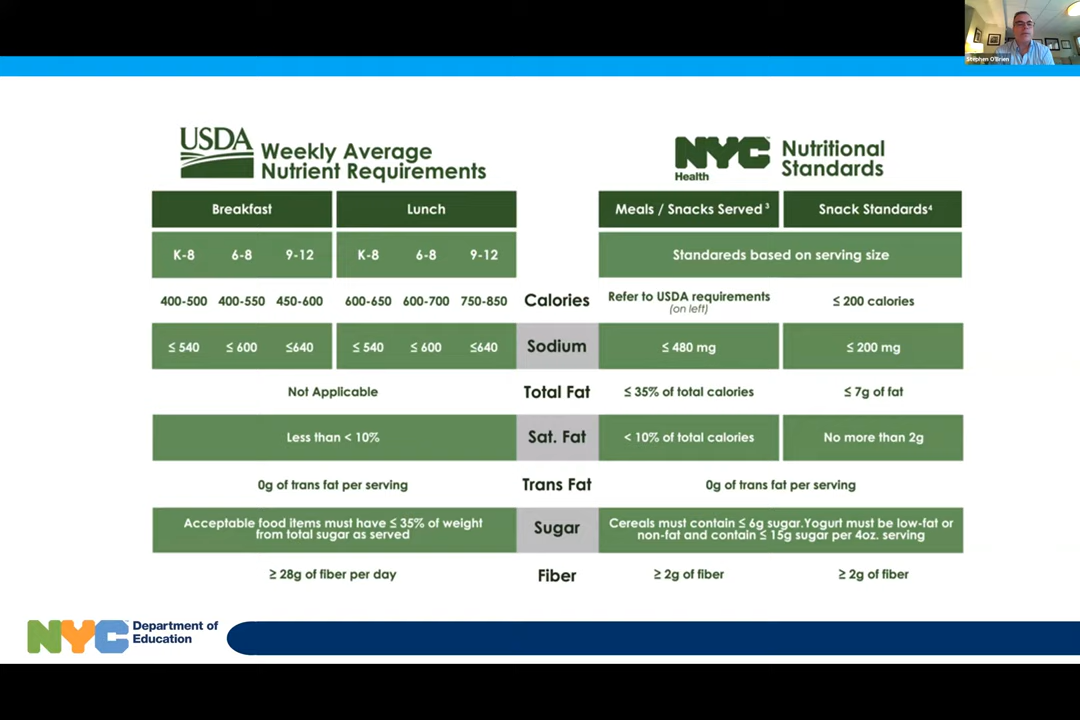 Stephen O'Brien
USDA
Weekly Average
Nutrient Requirements
NYC
Health
Nutritional
Standards
Breakfast
Lunch
Meals / Snacks Served³
Snack Standards⁴
K-8 6-8 9-12
K-8 6-8 9-12
Standareds based on serving size
400-500 400-550 450-600
600-650 600-700 750-850
Calories
Refer to USDA requirements
(on left)
≤ 200 calories
≤ 540 ≤ 600 ≤640
≤ 540 ≤ 600 ≤640
Sodium
≤ 480 mg
≤ 200 mg
Not Applicable
Total Fat
≤ 35% of total calories
≤ 7g of fat
Less than < 10%
Sat. Fat
< 10% of total calories
No more than 2g
0g of trans fat per serving
Trans Fat
0g of trans fat per serving
Acceptable food items must have ≤ 35% of weight
from total sugar as served
Sugar
Cereals must contain ≤ 6g sugar.Yogurt must be low-fat or
non-fat and contain ≤ 15g sugar per 4oz. serving
≥ 28g of fiber per day
Fiber
≥ 2g of fiber
≥ 2g of fiber
NYC
Department of
Education